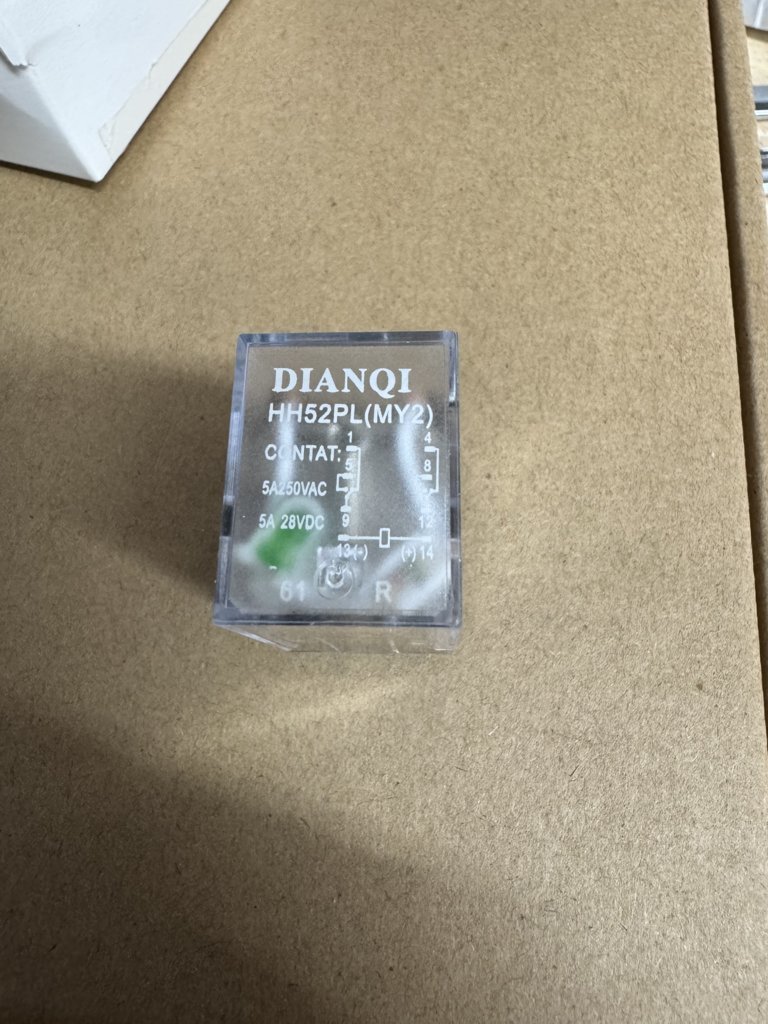 DIANQI
HH52PL(MY2)
1 4
CONTAT:
5 8
5A250VAC
9 12
5A 28VDC
13(-) (+)14
61 R